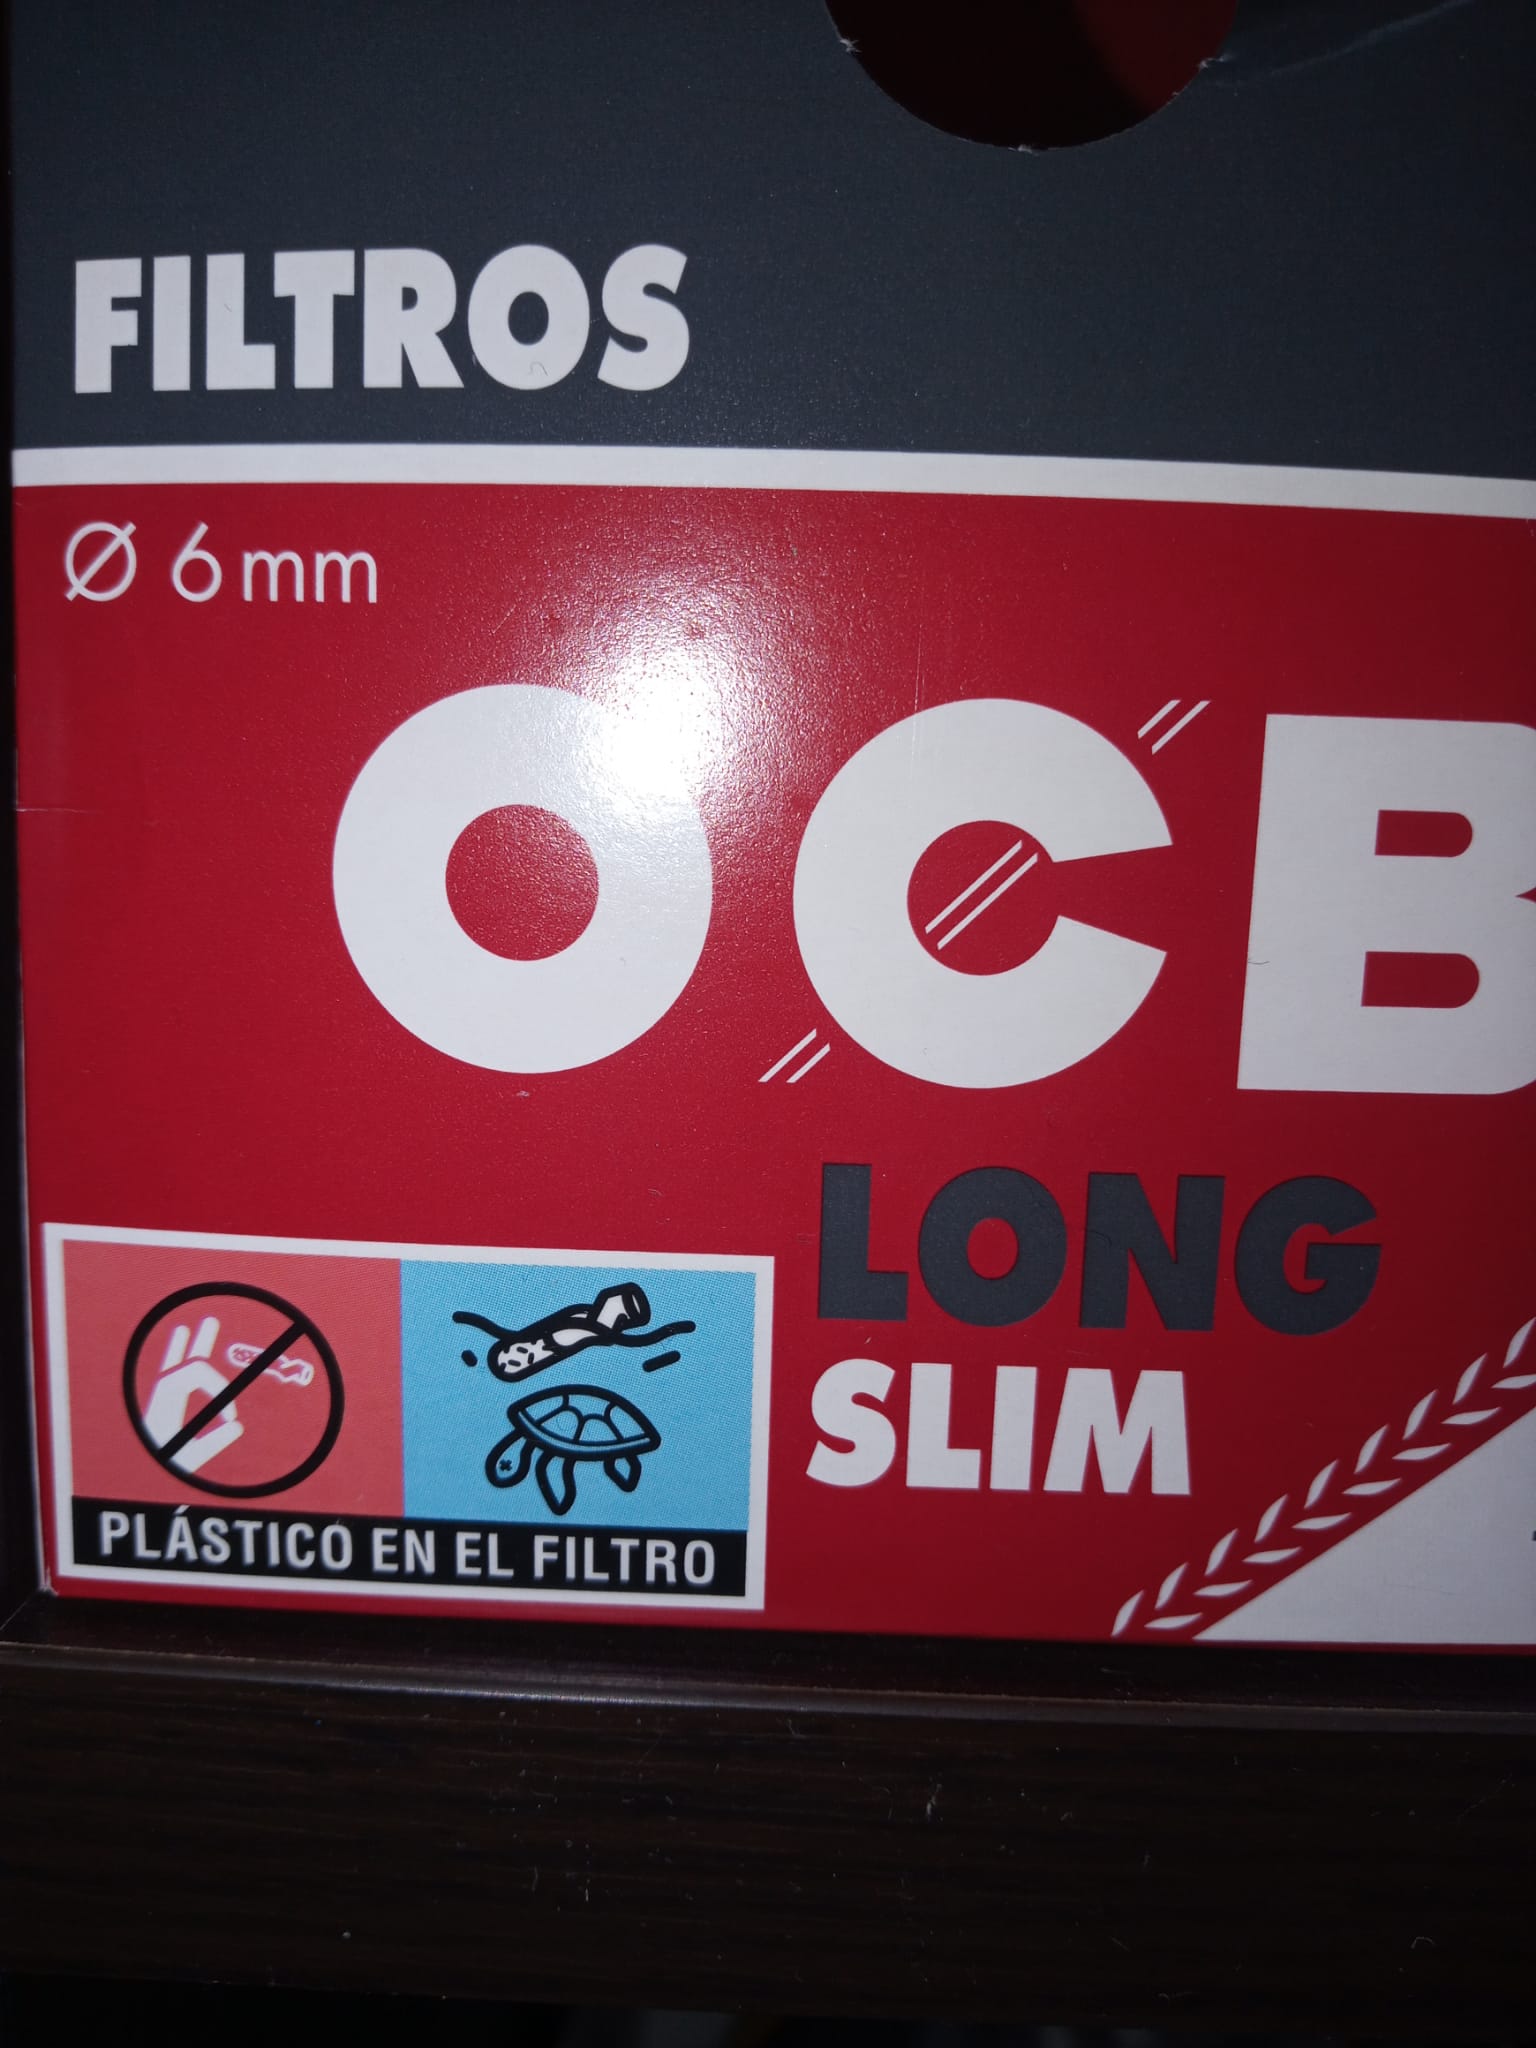 FILTROS
Ø 6mm
OCB
LONG
SLIM
PLÁSTICO EN EL FILTRO